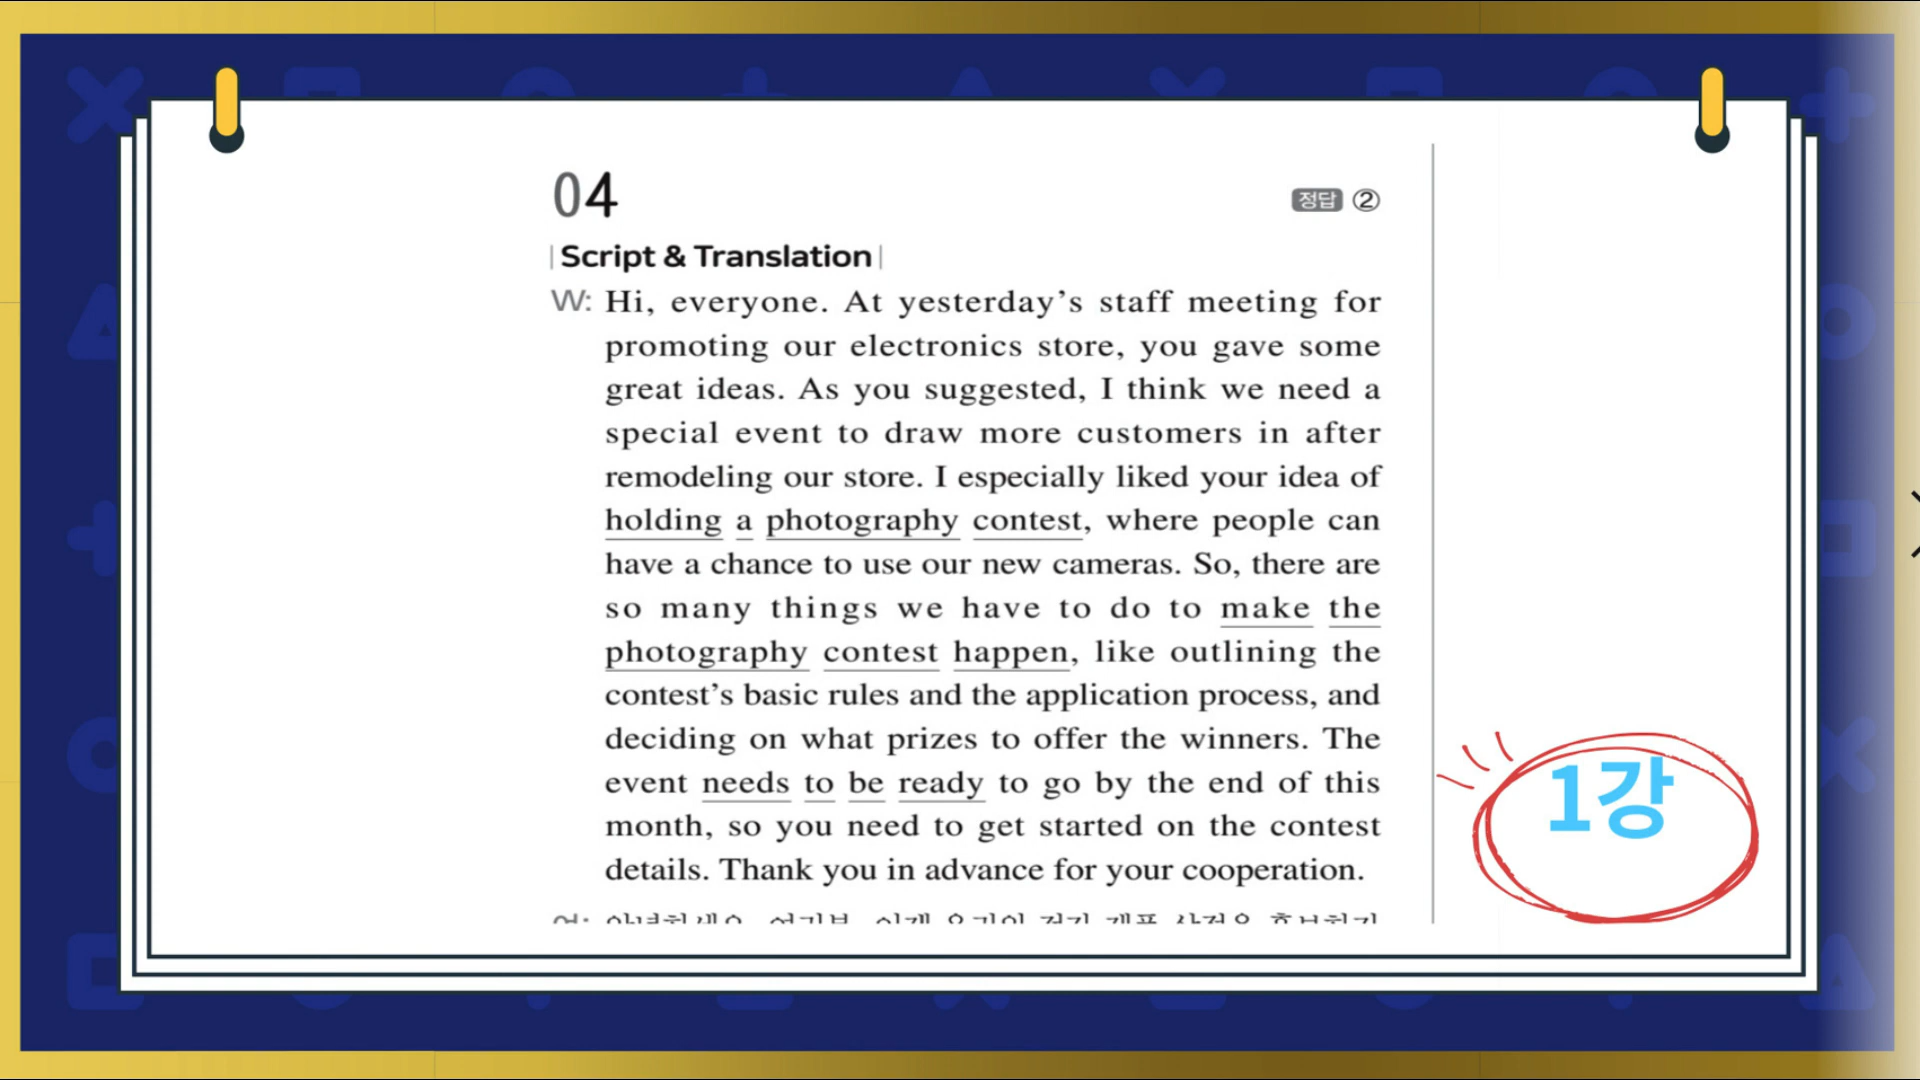 04
정답 ②
Script & Translation
W: Hi, everyone. At yesterday's staff meeting for
promoting our electronics store, you gave some
great ideas. As you suggested, I think we need a
special event to draw more customers in after
remodeling our store. I especially liked your idea of
holding a photography contest, where people can
have a chance to use our new cameras. So, there are
so many things we have to do to make the
photography contest happen, like outlining the
contest's basic rules and the application process, and
deciding on what prizes to offer the winners. The
event needs to be ready to go by the end of this
month, so you need to get started on the contest
details. Thank you in advance for your cooperation.
1강